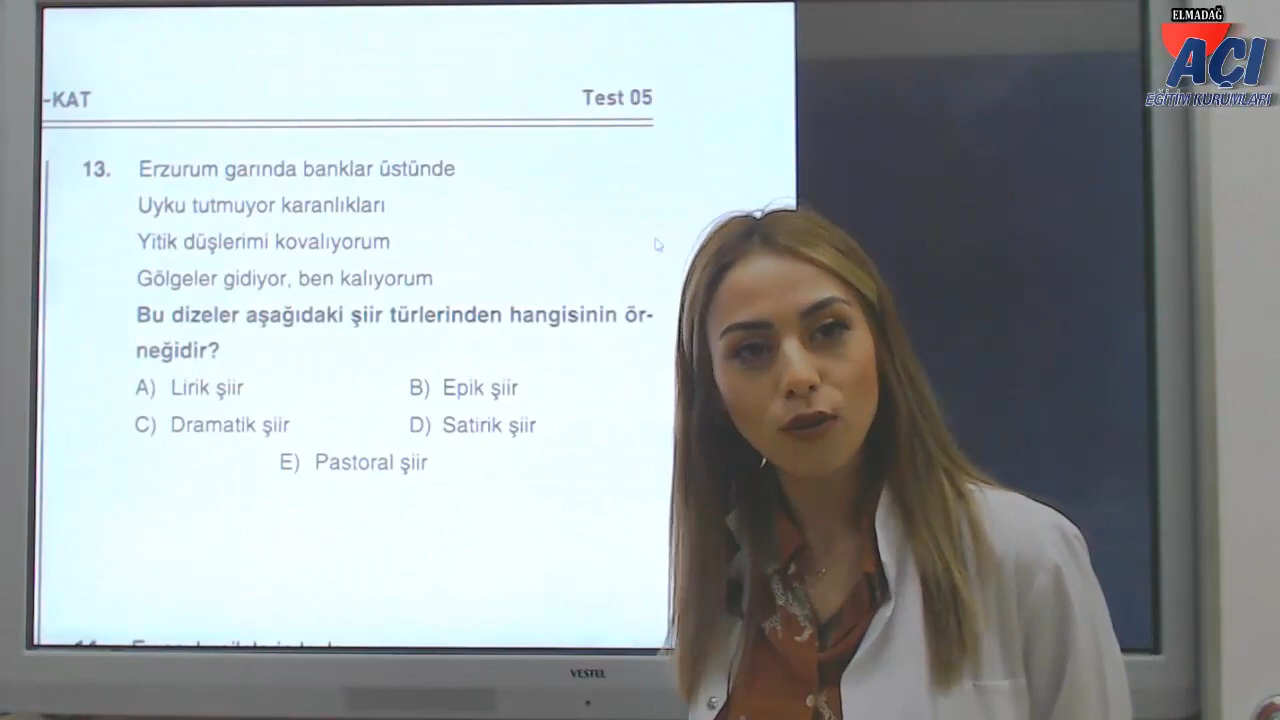 ELMADAĞ
AÇI
EĞİTİM KURUMLARI
-KAT
Test 05
13. Erzurum garında banklar üstünde
Uyku tutmuyor karanlıkları
Yitik düşlerimi kovalıyorum
Gölgeler gidiyor, ben kalıyorum
Bu dizeler aşağıdaki şiir türlerinden hangisinin ör-
neğidir?
A) Lirik şiir
B) Epik şiir
C) Dramatik şiir
D) Satirik şiir
E) Pastoral şiir
VESTEL